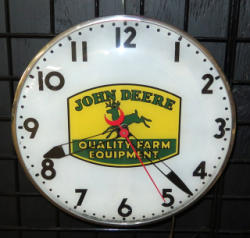 12
11 1
10 2
JOHN DEERE
9 3
QUALITY FARM
EQUIPMENT
8 4
7 5
6